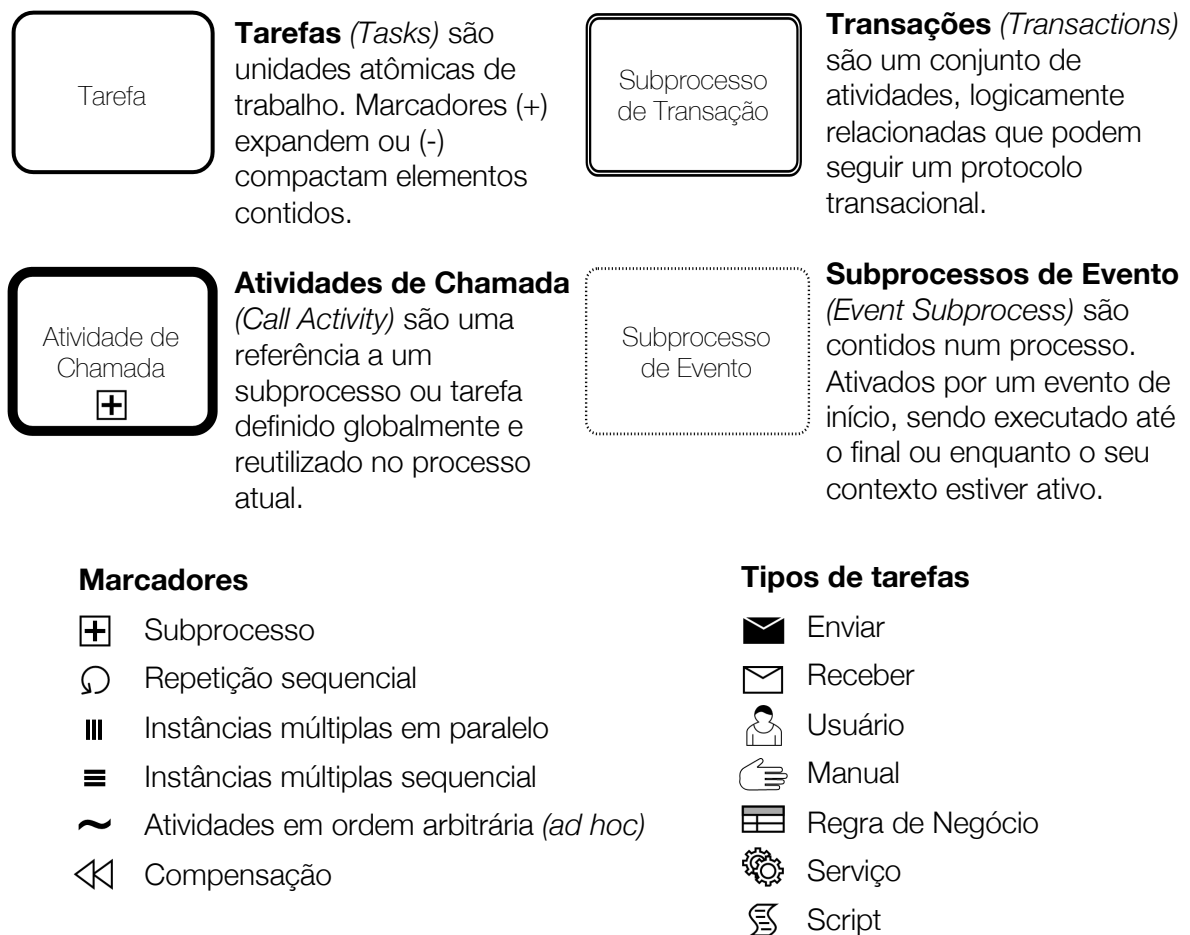 Tarefa
Tarefas (Tasks) são
unidades atômicas de
trabalho. Marcadores (+)
expandem ou (-)
compactam elementos
contidos.
Subprocesso
de Transação
Transações (Transactions)
são um conjunto de
atividades, logicamente
relacionadas que podem
seguir um protocolo
transacional.
Atividade de
Chamada
Atividades de Chamada
(Call Activity) são uma
referência a um
subprocesso ou tarefa
definido globalmente e
reutilizado no processo
atual.
Subprocesso
de Evento
Subprocessos de Evento
(Event Subprocess) são
contidos num processo.
Ativados por um evento de
início, sendo executado até
o final ou enquanto o seu
contexto estiver ativo.
Marcadores
Subprocesso
Repetição sequencial
Instâncias múltiplas em paralelo
Instâncias múltiplas sequencial
Atividades em ordem arbitrária (ad hoc)
Compensação
Tipos de tarefas
Enviar
Receber
Usuário
Manual
Regra de Negócio
Serviço
Script